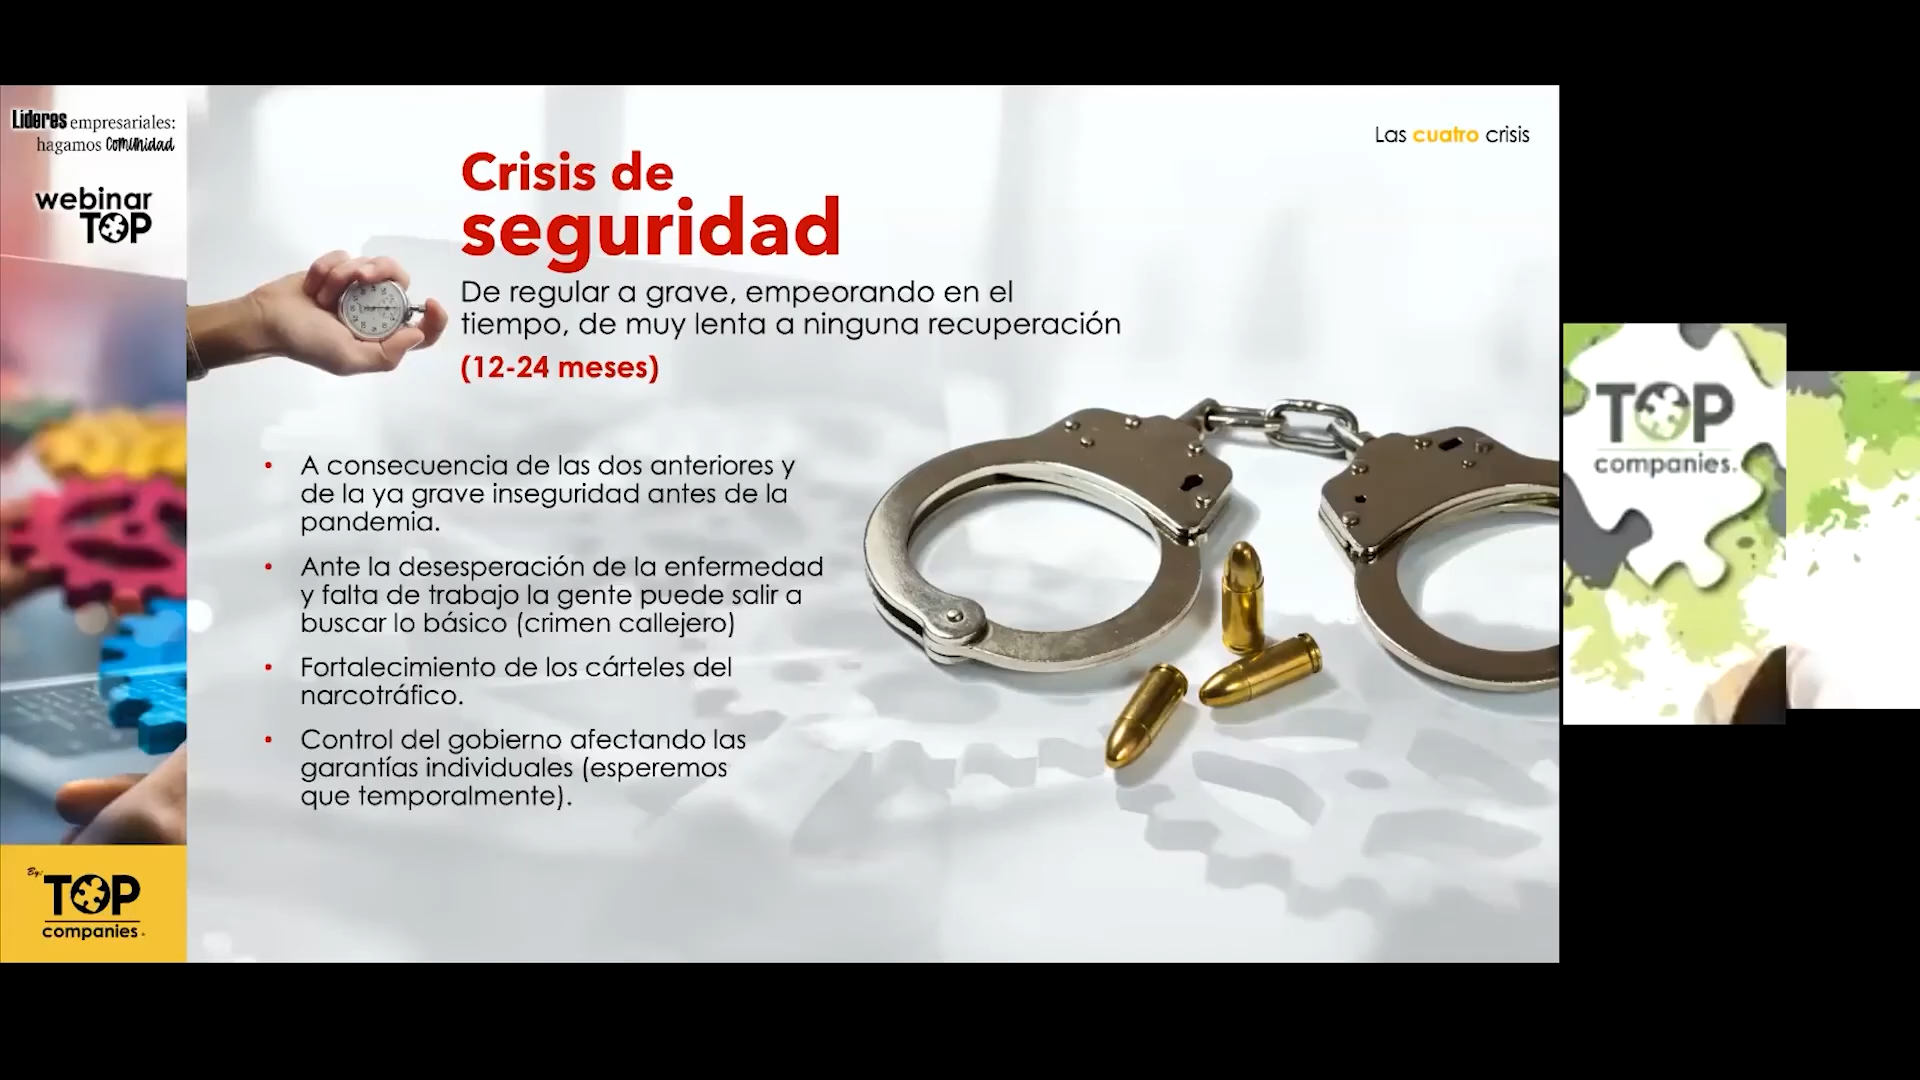 Líderes empresariales:
hagamos comunidad
webinar
TOP
Las cuatro crisis
Crisis de
seguridad
De regular a grave, empeorando en el
tiempo, de muy lenta a ninguna recuperación
(12-24 meses)
• A consecuencia de las dos anteriores y
de la ya grave inseguridad antes de la
pandemia.
• Ante la desesperación de la enfermedad
y falta de trabajo la gente puede salir a
buscar lo básico (crimen callejero)
• Fortalecimiento de los cárteles del
narcotráfico.
• Control del gobierno afectando las
garantías individuales (esperemos
que temporalmente).
By:
TOP
companies
TOP
companies.